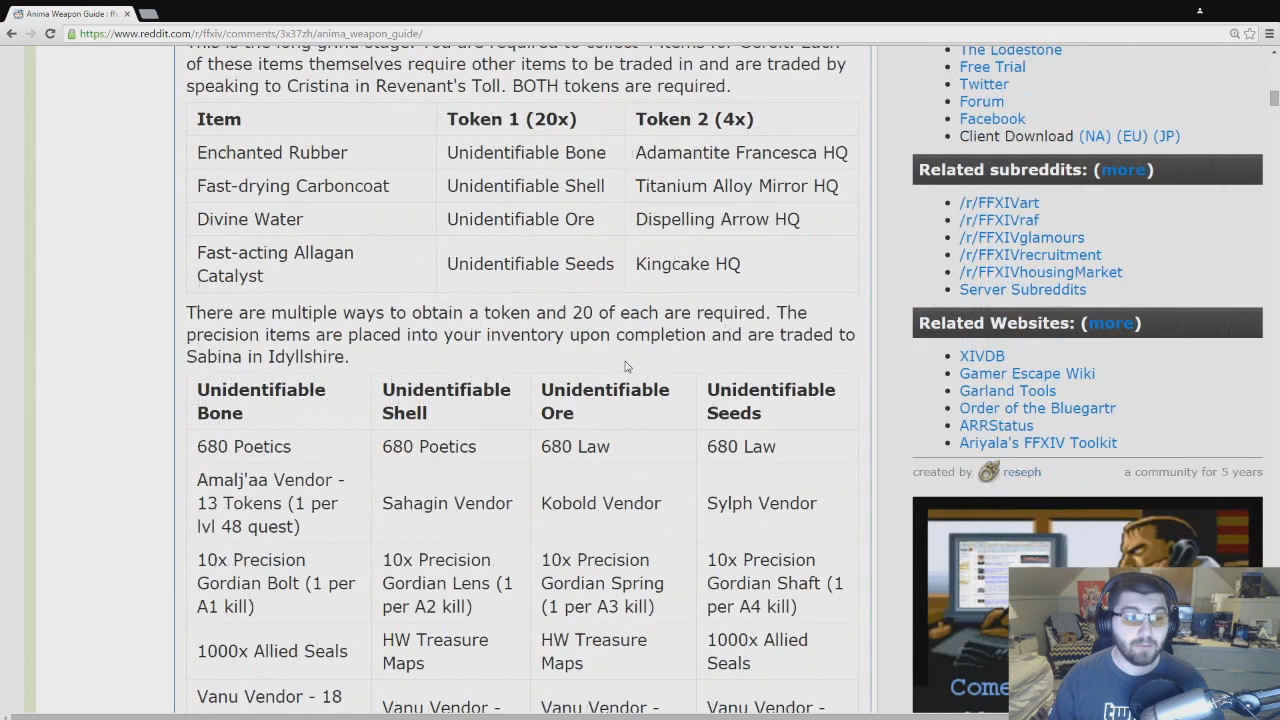 Anima Weapon Guide : ffx
https://www.reddit.com/r/ffxiv/comments/3x37zh/anima_weapon_guide/
of these items themselves require other items to be traded in and are traded by
speaking to Cristina in Revenant's Toll. BOTH tokens are required.
Item Token 1 (20x) Token 2 (4x)
Enchanted Rubber Unidentifiable Bone Adamantite Francesca HQ
Fast-drying Carboncoat Unidentifiable Shell Titanium Alloy Mirror HQ
Divine Water Unidentifiable Ore Dispelling Arrow HQ
Fast-acting Allagan
Catalyst Unidentifiable Seeds Kingcake HQ
There are multiple ways to obtain a token and 20 of each are required. The
precision items are placed into your inventory upon completion and are traded to
Sabina in Idyllshire.
Unidentifiable Unidentifiable Unidentifiable Unidentifiable
Bone Shell Ore Seeds
680 Poetics 680 Poetics 680 Law 680 Law
Amalj'aa Vendor -
13 Tokens (1 per Sahagin Vendor Kobold Vendor Sylph Vendor
lvl 48 quest)
10x Precision 10x Precision 10x Precision 10x Precision
Gordian Bolt (1 per Gordian Lens (1 Gordian Spring Gordian Shaft (1
A1 kill) per A2 kill) (1 per A3 kill) per A4 kill)
1000x Allied Seals HW Treasure HW Treasure 1000x Allied
Maps Maps Seals
Vanu Vendor - 18 Vanu Vendor - Vanu Vendor - Vanu Vendor -
The Lodestone
Free Trial
Twitter
Forum
Facebook
Client Download (NA) (EU) (JP)
Related subreddits: (more)
/r/FFXIVart
/r/FFXIVraf
/r/FFXIVglamours
/r/FFXIVrecruitment
/r/FFXIVhousingMarket
Server Subreddits
Related Websites: (more)
XIVDB
Gamer Escape Wiki
Garland Tools
Order of the Bluegartr
ARRStatus
Ariyala's FFXIV Toolkit
created by reseph a community for 5 years
Come